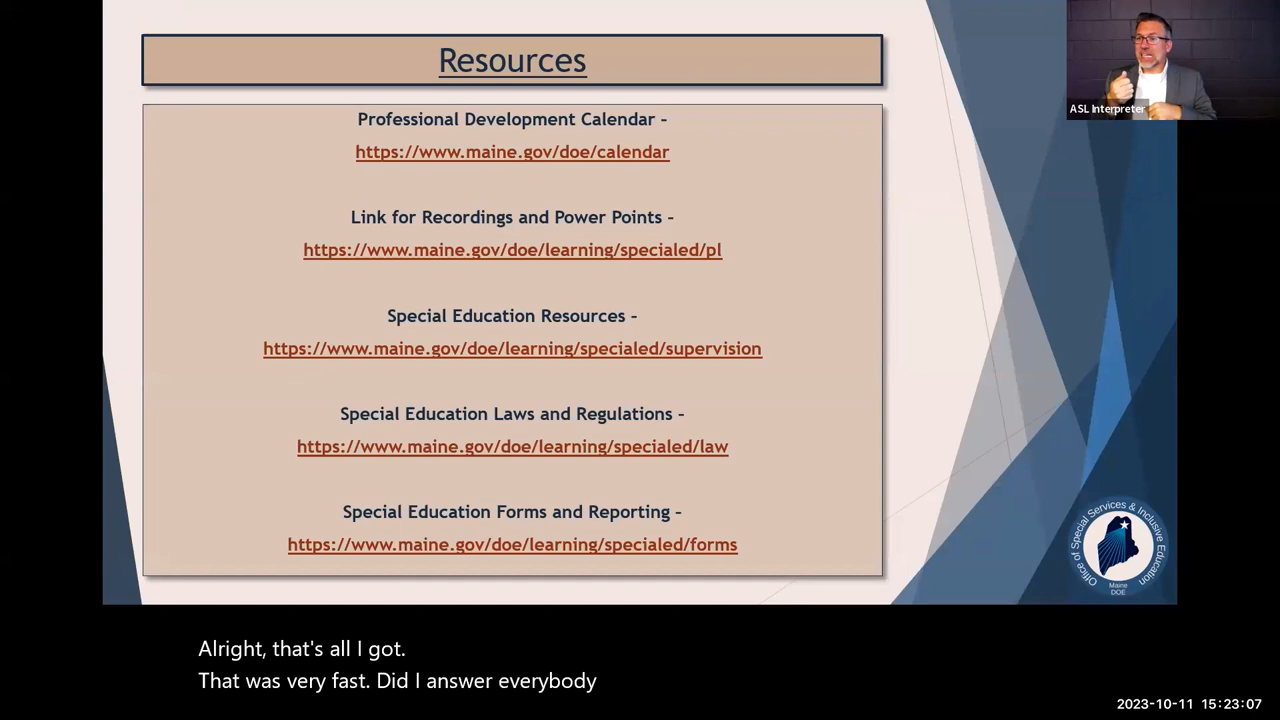 Resources
Professional Development Calendar –
https://www.maine.gov/doe/calendar
Link for Recordings and Power Points –
https://www.maine.gov/doe/learning/specialed/pl
Special Education Resources –
https://www.maine.gov/doe/learning/specialed/supervision
Special Education Laws and Regulations –
https://www.maine.gov/doe/learning/specialed/law
Special Education Forms and Reporting –
https://www.maine.gov/doe/learning/specialed/forms
ASL Interpreter
Office of Special Services & Inclusive Education
Maine
DOE
Alright, that's all I got.
That was very fast. Did I answer everybody
2023-10-11 15:23:07